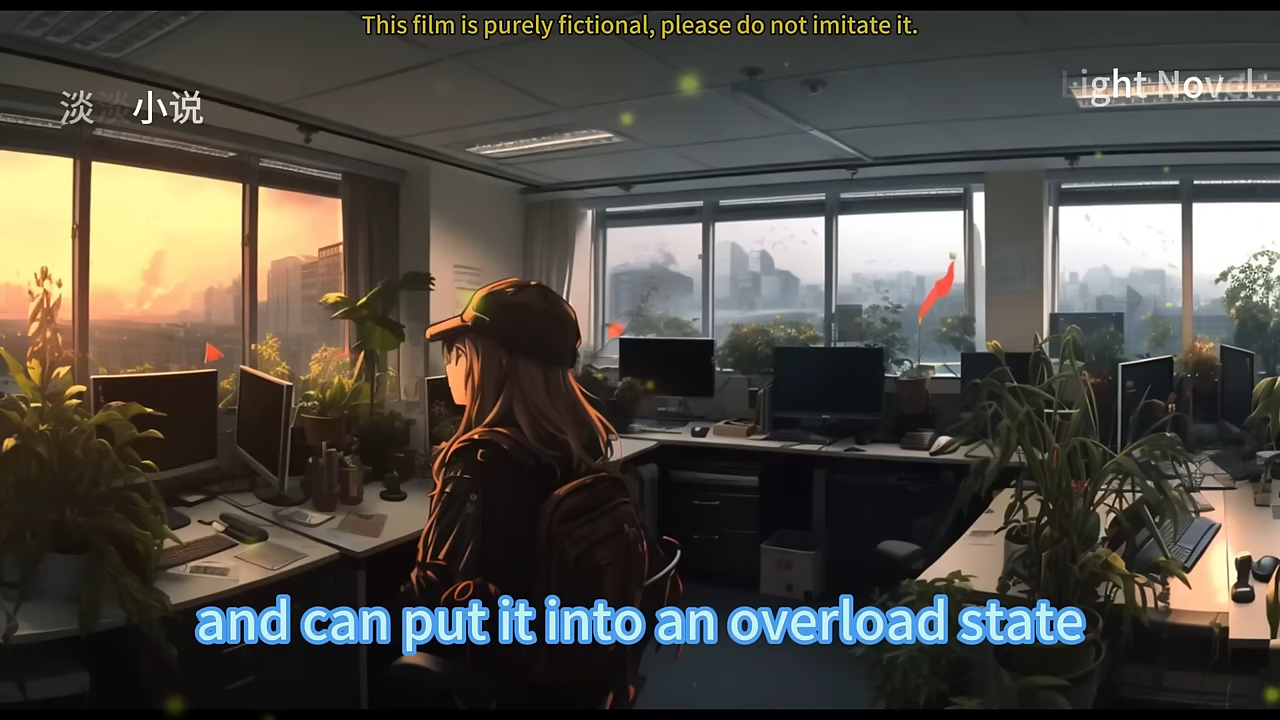 This film is purely fictional, please do not imitate it.
淡淡小说
Light Novel
and can put it into an overload state